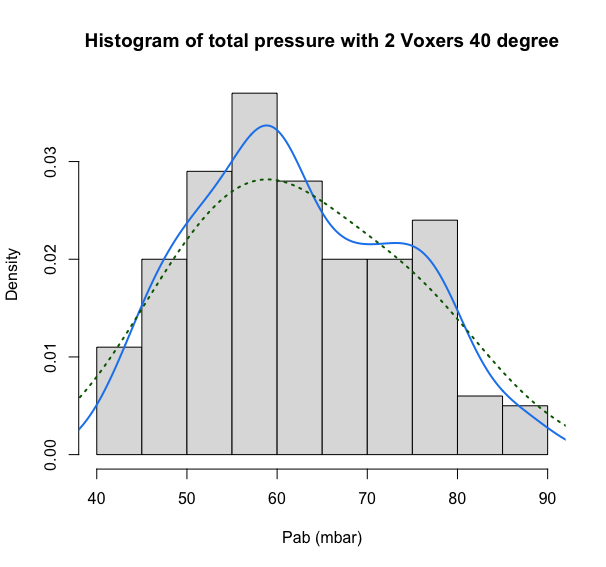 Histogram of total pressure with 2 Voxers 40 degree
Density
0.03
0.02
0.01
0.00
40 50 60 70 80 90
Pab (mbar)